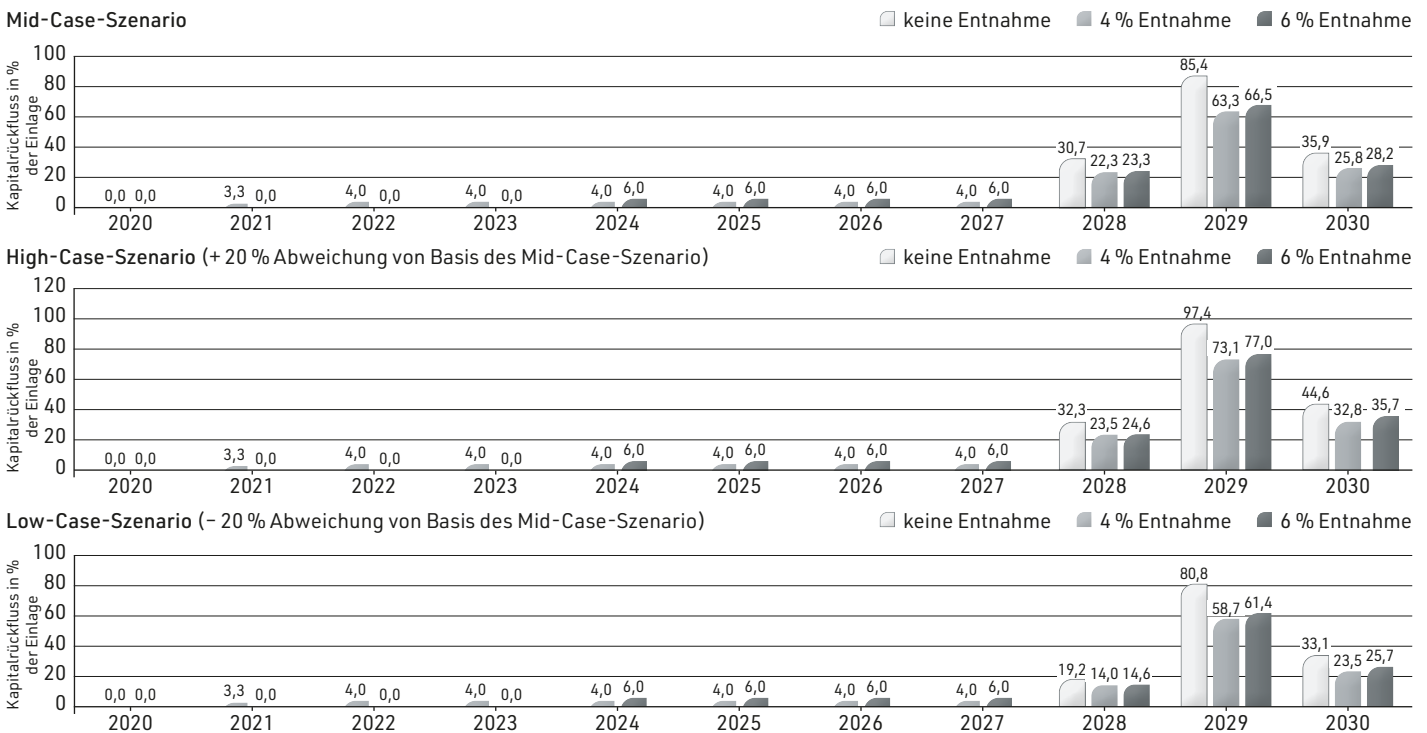 Mid-Case-Szenario
keine Entnahme 4 % Entnahme 6 % Entnahme
Kapitalrückfluss in %
der Einlage
100
80
60
40
20
0
85,4
63,3 66,5
30,7
22,3 23,3
35,9
25,8 28,2
0,0 0,0 3,3 0,0 4,0 0,0 4,0 0,0 4,0 6,0 4,0 6,0 4,0 6,0 4,0 6,0
2020 2021 2022 2023 2024 2025 2026 2027 2028 2029 2030
High-Case-Szenario (+ 20 % Abweichung von Basis des Mid-Case-Szenario)
keine Entnahme 4 % Entnahme 6 % Entnahme
Kapitalrückfluss in %
der Einlage
120
100
80
60
40
20
0
97,4
73,1 77,0
32,3
23,5 24,6
44,6
32,8 35,7
0,0 0,0 3,3 0,0 4,0 0,0 4,0 0,0 4,0 6,0 4,0 6,0 4,0 6,0 4,0 6,0
2020 2021 2022 2023 2024 2025 2026 2027 2028 2029 2030
Low-Case-Szenario (– 20 % Abweichung von Basis des Mid-Case-Szenario)
keine Entnahme 4 % Entnahme 6 % Entnahme
Kapitalrückfluss in %
der Einlage
100
80
60
40
20
0
80,8
58,7 61,4
19,2 14,0 14,6
33,1
23,5 25,7
0,0 0,0 3,3 0,0 4,0 0,0 4,0 0,0 4,0 6,0 4,0 6,0 4,0 6,0 4,0 6,0
2020 2021 2022 2023 2024 2025 2026 2027 2028 2029 2030